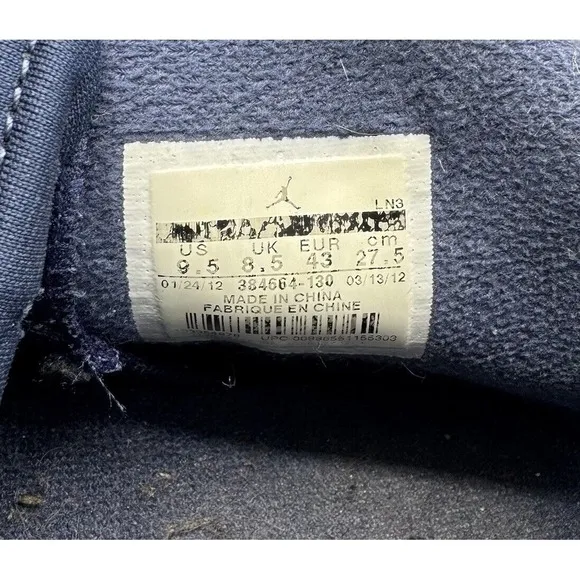 LN3
US UK EUR cm
9.5 8.5 43 27.5
01/24/12 384664-130 03/13/12
MADE IN CHINA
FABRIQUE EN CHINE
UPC